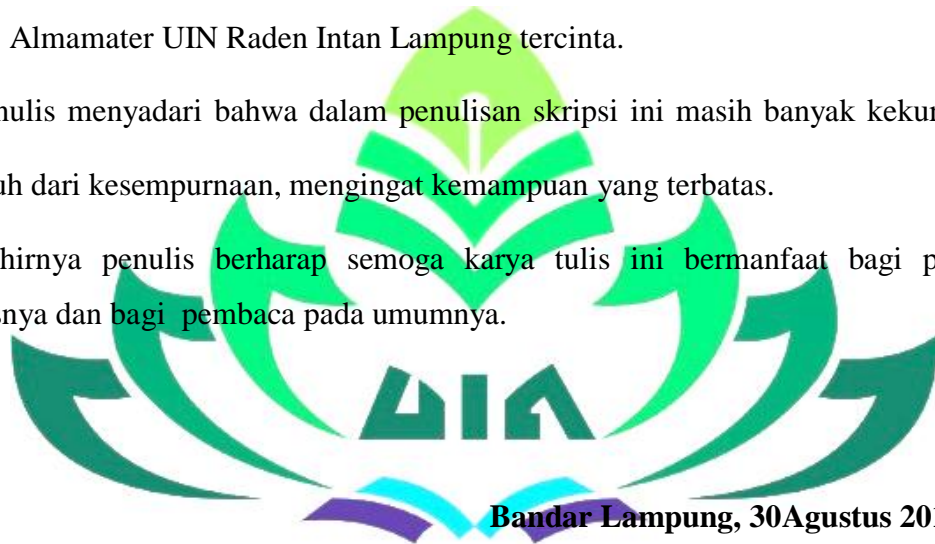 Almamater UIN Raden Intan Lampung tercinta.
nulis menyadari bahwa dalam penulisan skripsi ini masih banyak kekur
uh dari kesempurnaan, mengingat kemampuan yang terbatas.
hirnya penulis berharap semoga karya tulis ini bermanfaat bagi p
snya dan bagi pembaca pada umumnya.
UIN
Bandar Lampung, 30Agustus 201